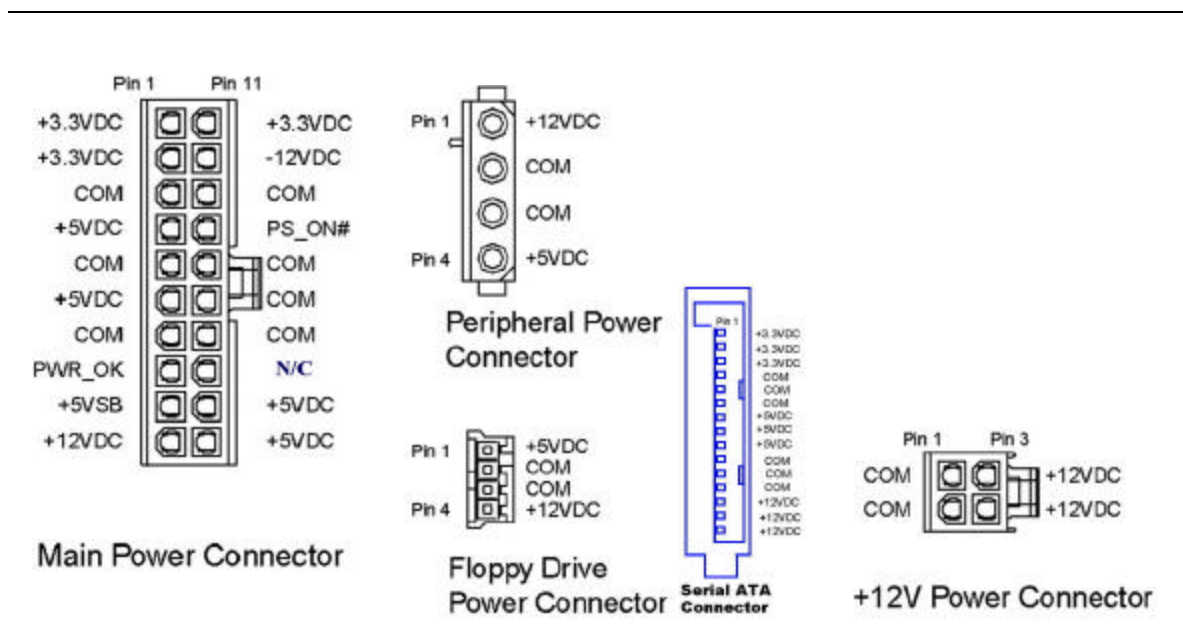 Pin 1 Pin 11
+3.3VDC +3.3VDC
+3.3VDC -12VDC
COM COM
+5VDC PS_ON#
COM COM
+5VDC COM
COM COM
PWR_OK N/C
+5VSB +5VDC
+12VDC +5VDC
Main Power Connector
Pin 1 +12VDC
COM
COM
Pin 4 +5VDC
Peripheral Power
Connector
Pin 1 +5VDC
COM
COM
Pin 4 +12VDC
Floppy Drive
Power Connector
Pin 1
+3.3VDC
+3.3VDC
+3.3VDC
COM
COM
COM
+5VDC
+5VDC
+5VDC
COM
COM
COM
+12VDC
+12VDC
+12VDC
Serial ATA
Connector
Pin 1 Pin 3
COM +12VDC
COM +12VDC
+12V Power Connector